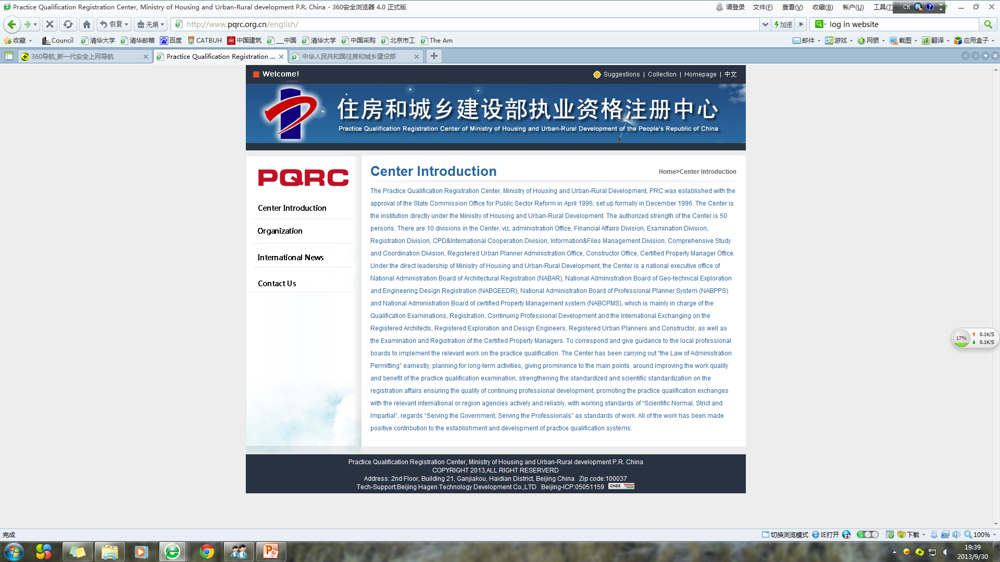 Practice Qualification Registration Center, Ministry of Housing and Urban-Rural development P.R. China - 360安全浏览器 4.0 正式版
请登录 文件(F) 查看(V) 收藏(B) 帐户(U) 工具(T) CH
恢复 无痕 http://www.pqrc.org.cn/english/ 加速 log in website
收藏 Council 清华大学 清华邮箱 百度 CATBUH 中国建筑 __中国 清华大学 中国采购 北京市工 The Am 邮件 游戏 网银 截图 翻译 应用盒子
360导航_新一代安全上网导航 Practice Qualification Registration ... 中华人民共和国住房和城乡建设部
Welcome! Suggestions | Collection | Homepage | 中文
住房和城乡建设部执业资格注册中心
Practice Qualification Registration Center of Ministry of Housing and Urban-Rural Development of the People's Republic of China
PQRC
Center Introduction
Organization
International News
Contact Us
Center Introduction Home>Center Introduction
The Practice Qualification Registration Center, Ministry of Housing and Urban-Rural Development, PRC was established with the
approval of the State Commission Office for Public Sector Reform in April 1996, set up formally in December 1996. The Center is
the institution directly under the Ministry of Housing and Urban-Rural Development. The authorized strength of the Center is 50
persons. There are 10 divisions in the Center, viz. administration Office, Financial Affairs Division, Examination Division,
Registration Division, CPD&International Cooperation Division, Information&Files Management Division, Comprehensive Study
and Coordination Division, Registered Urban Planner Administration Office, Constructor Office, Certified Property Manager Office.
Under the direct leadership of Ministry of Housing and Urban-Rural Development, the Center is a national executive office of
National Administration Board of Architectural Registration (NABAR), National Administration Board of Geo-technical Exploration
and Engineering Design Registration (NABGEEDR), National Administration Board of Professional Planner System (NABPPS)
and National Administration Board of certified Property Management system (NABCPMS), which is mainly in charge of the
Qualification Examinations, Registration, Continuing Professional Development and the International Exchanging on the
Registered Architects, Registered Exploration and Design Engineers, Registered Urban Planners and Constructor, as well as
the Examination and Registration of the Certified Property Managers. To correspond and give guidance to the local professional
boards to implement the relevant work on the practice qualification. The Center has been carrying out “the Law of Administration
Permitting” earnestly, planning for long-term activities, giving prominence to the main points, around improving the work quality
and benefit of the practice qualification examination, strengthening the standardized and scientific standardization on the
registration affairs ensuring the quality of continuing professional development, promoting the practice qualification exchanges
with the relevant international or region agencies actively and reliably, with working standards of “Scientific Normal, Strict and
Impartial”, regards “Serving the Government, Serving the Professionals” as standards of work. All of the work has been made
positive contribution to the establishment and development of practice qualification systems.
17% 0.1K/S
0.1K/S
Practice Qualification Registration Center, Ministry of Housing and Urban-Rural development P.R. China
COPYRIGHT 2013,ALL RIGHT RESERVERD
Address: 2nd Floor, Building 21, Ganjiakou, Haidian District, Beijing China Zip code:100037
Tech-Support:Beijing Hagen Technology Development Co.,LTD Beijing-ICP:05051159 CNZZ
完成 切换浏览模式 IE打开 下载 100%
19:39
2013/9/30